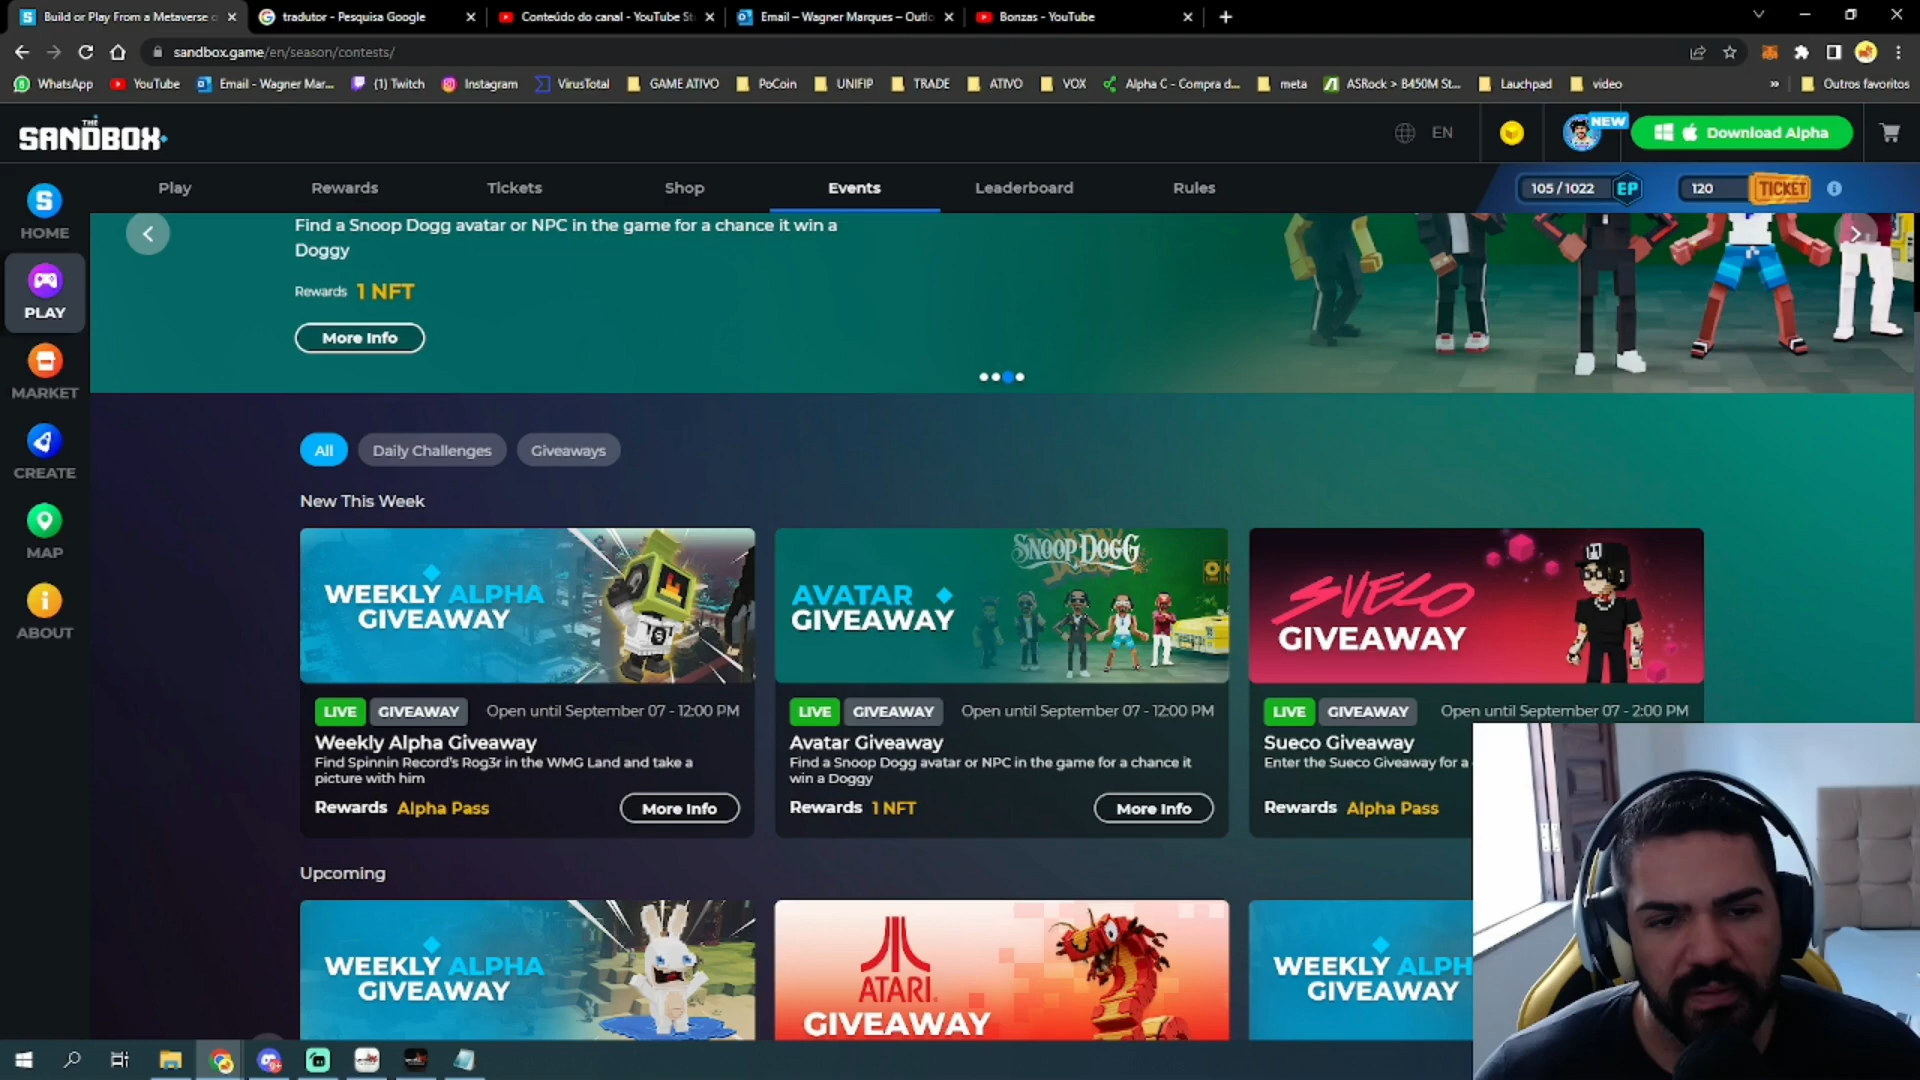 Build or Play From a Metaverse
tradutor - Pesquisa Google
Conteúdo do canal - YouTube St
Email – Wagner Marques – Outlo
Bonzas - YouTube
sandbox.game/en/season/contests/
WhatsApp
YouTube
Email - Wagner Mar...
(1) Twitch
Instagram
VirusTotal
GAME ATIVO
PoCoin
UNIFIP
TRADE
ATIVO
VOX
Alpha C - Compra d...
meta
ASRock > B450M St...
Lauchpad
video
»
Outros favoritos
THE
SANDBOX
EN
NEW
Download Alpha
Play
Rewards
Tickets
Shop
Events
Leaderboard
Rules
105 / 1022 EP
120 TICKET
HOME
PLAY
MARKET
CREATE
MAP
ABOUT
Find a Snoop Dogg avatar or NPC in the game for a chance it win a
Doggy
Rewards 1 NFT
More Info
All
Daily Challenges
Giveaways
New This Week
WEEKLY ALPHA
GIVEAWAY
LIVE GIVEAWAY Open until September 07 - 12:00 PM
Weekly Alpha Giveaway
Find Spinnin Record's Rog3r in the WMG Land and take a
picture with him
Rewards Alpha Pass
More Info
SNOOP DOGG
AVATAR
GIVEAWAY
LIVE GIVEAWAY Open until September 07 - 12:00 PM
Avatar Giveaway
Find a Snoop Dogg avatar or NPC in the game for a chance it
win a Doggy
Rewards 1 NFT
More Info
SUECO
GIVEAWAY
LIVE GIVEAWAY Open until September 07 - 2:00 PM
Sueco Giveaway
Enter the Sueco Giveaway for a
Rewards Alpha Pass
Upcoming
WEEKLY ALPHA
GIVEAWAY
ATARI
GIVEAWAY
WEEKLY ALPH
GIVEAWAY